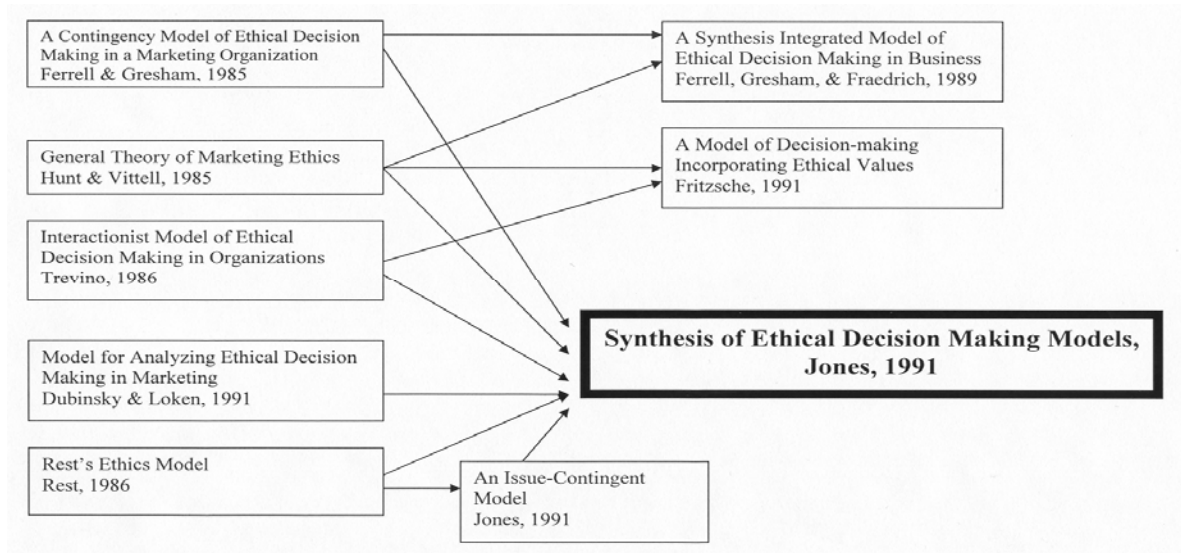 A Contingency Model of Ethical Decision
Making in a Marketing Organization
Ferrell & Gresham, 1985
General Theory of Marketing Ethics
Hunt & Vittell, 1985
Interactionist Model of Ethical
Decision Making in Organizations
Trevino, 1986
Model for Analyzing Ethical Decision
Making in Marketing
Dubinsky & Loken, 1991
Rest's Ethics Model
Rest, 1986
An Issue-Contingent
Model
Jones, 1991
A Synthesis Integrated Model of
Ethical Decision Making in Business
Ferrell, Gresham, & Fraedrich, 1989
A Model of Decision-making
Incorporating Ethical Values
Fritzsche, 1991
Synthesis of Ethical Decision Making Models,
Jones, 1991